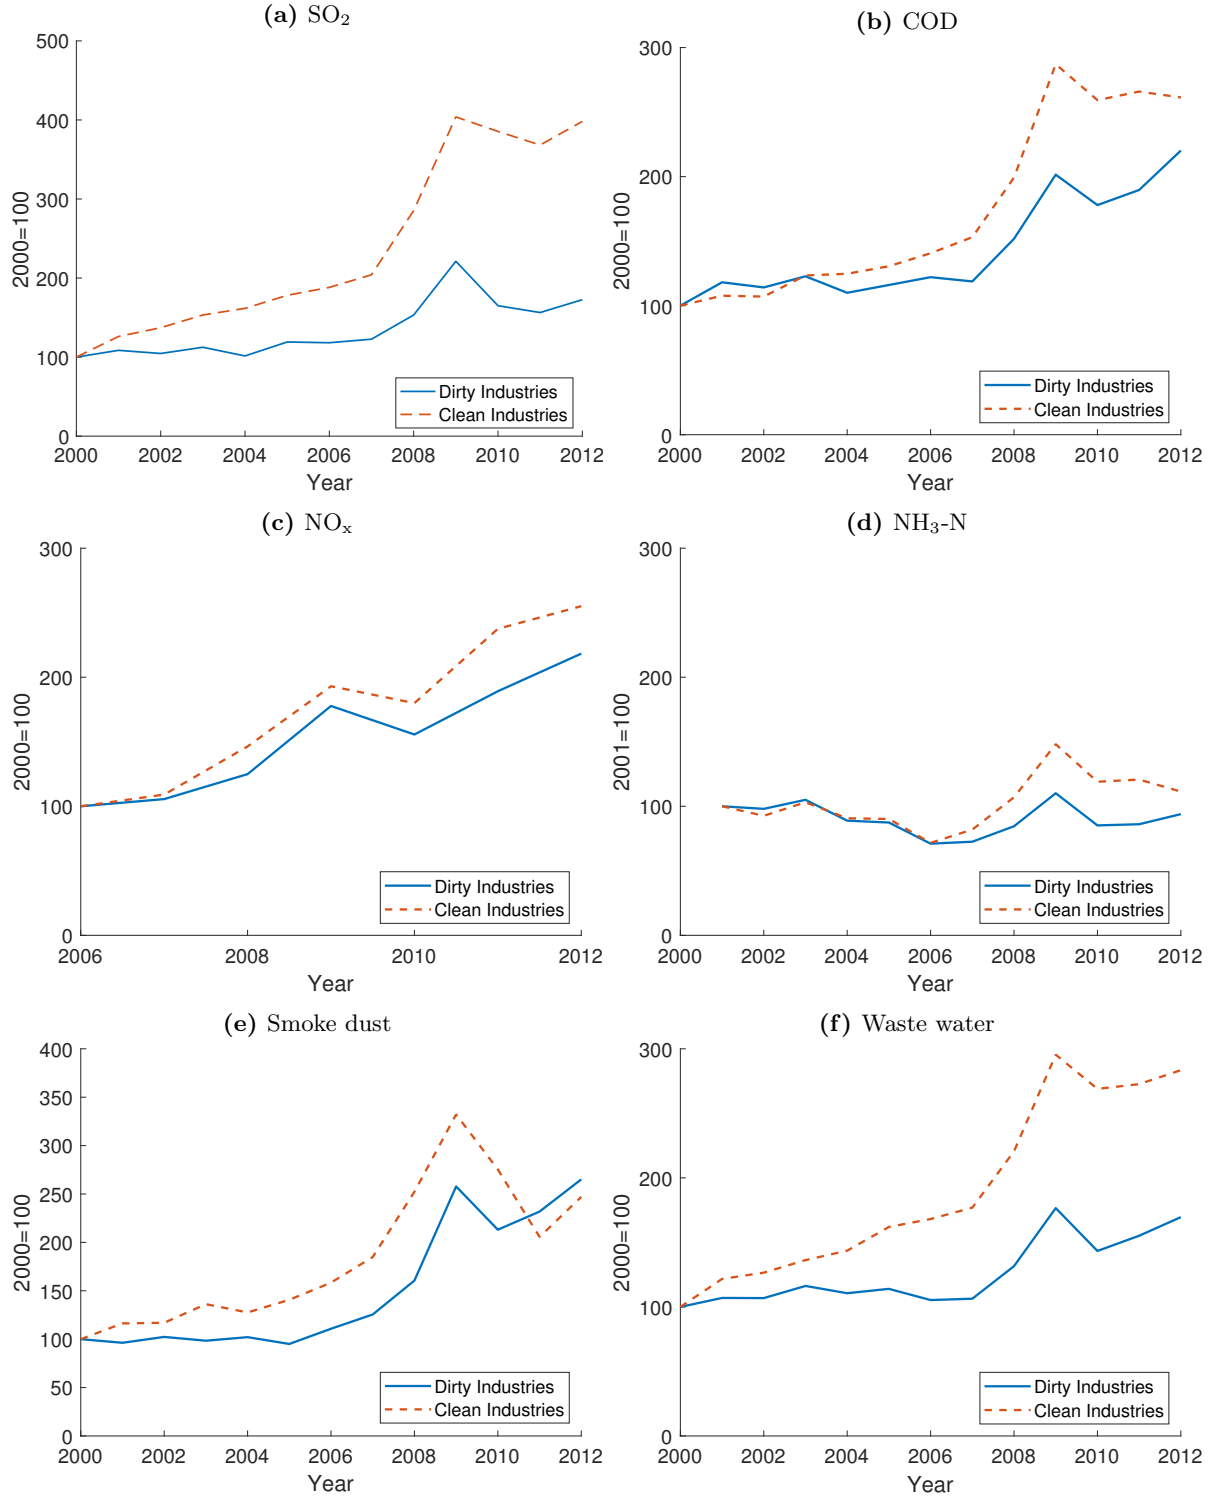 (a) SO₂
500
400
300
200
100
0
2000=100
2000 2002 2004 2006 2008 2010 2012
Year
Dirty Industries
Clean Industries
(b) COD
300
200
100
0
2000=100
2000 2002 2004 2006 2008 2010 2012
Year
Dirty Industries
Clean Industries
(c) NOₓ
300
200
100
0
2000=100
2006 2008 2010 2012
Year
Dirty Industries
Clean Industries
(d) NH₃-N
300
200
100
0
2001=100
2000 2002 2004 2006 2008 2010 2012
Year
Dirty Industries
Clean Industries
(e) Smoke dust
400
350
300
250
200
150
100
50
0
2000=100
2000 2002 2004 2006 2008 2010 2012
Year
Dirty Industries
Clean Industries
(f) Waste water
300
200
100
0
2000=100
2000 2002 2004 2006 2008 2010 2012
Year
Dirty Industries
Clean Industries